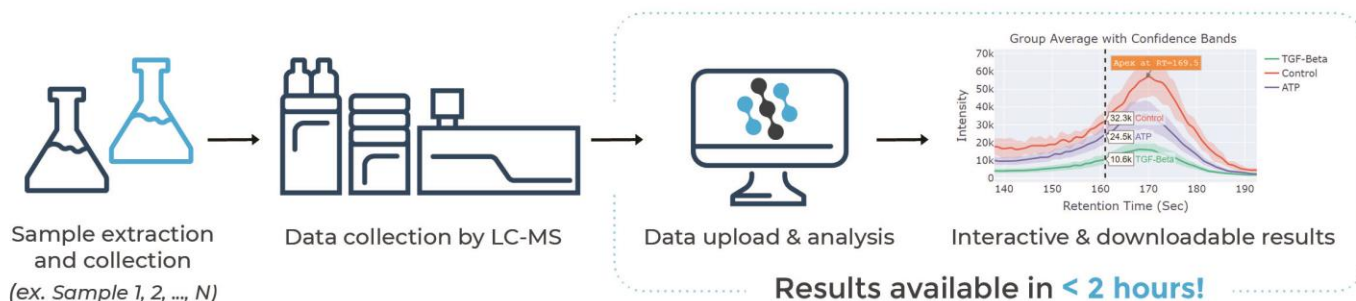 Group Average with Confidence Bands
70k
60k
50k
40k
30k
20k
10k
0
Intensity
Apex at RT=169.5
32.3k Control
24.5k ATP
10.6k TGF-Beta
TGF-Beta
Control
ATP
140 150 160 170 180 190
Retention Time (Sec)
Sample extraction
and collection
(ex. Sample 1, 2, ..., N)
Data collection by LC-MS
Data upload & analysis
Interactive & downloadable results
Results available in < 2 hours!